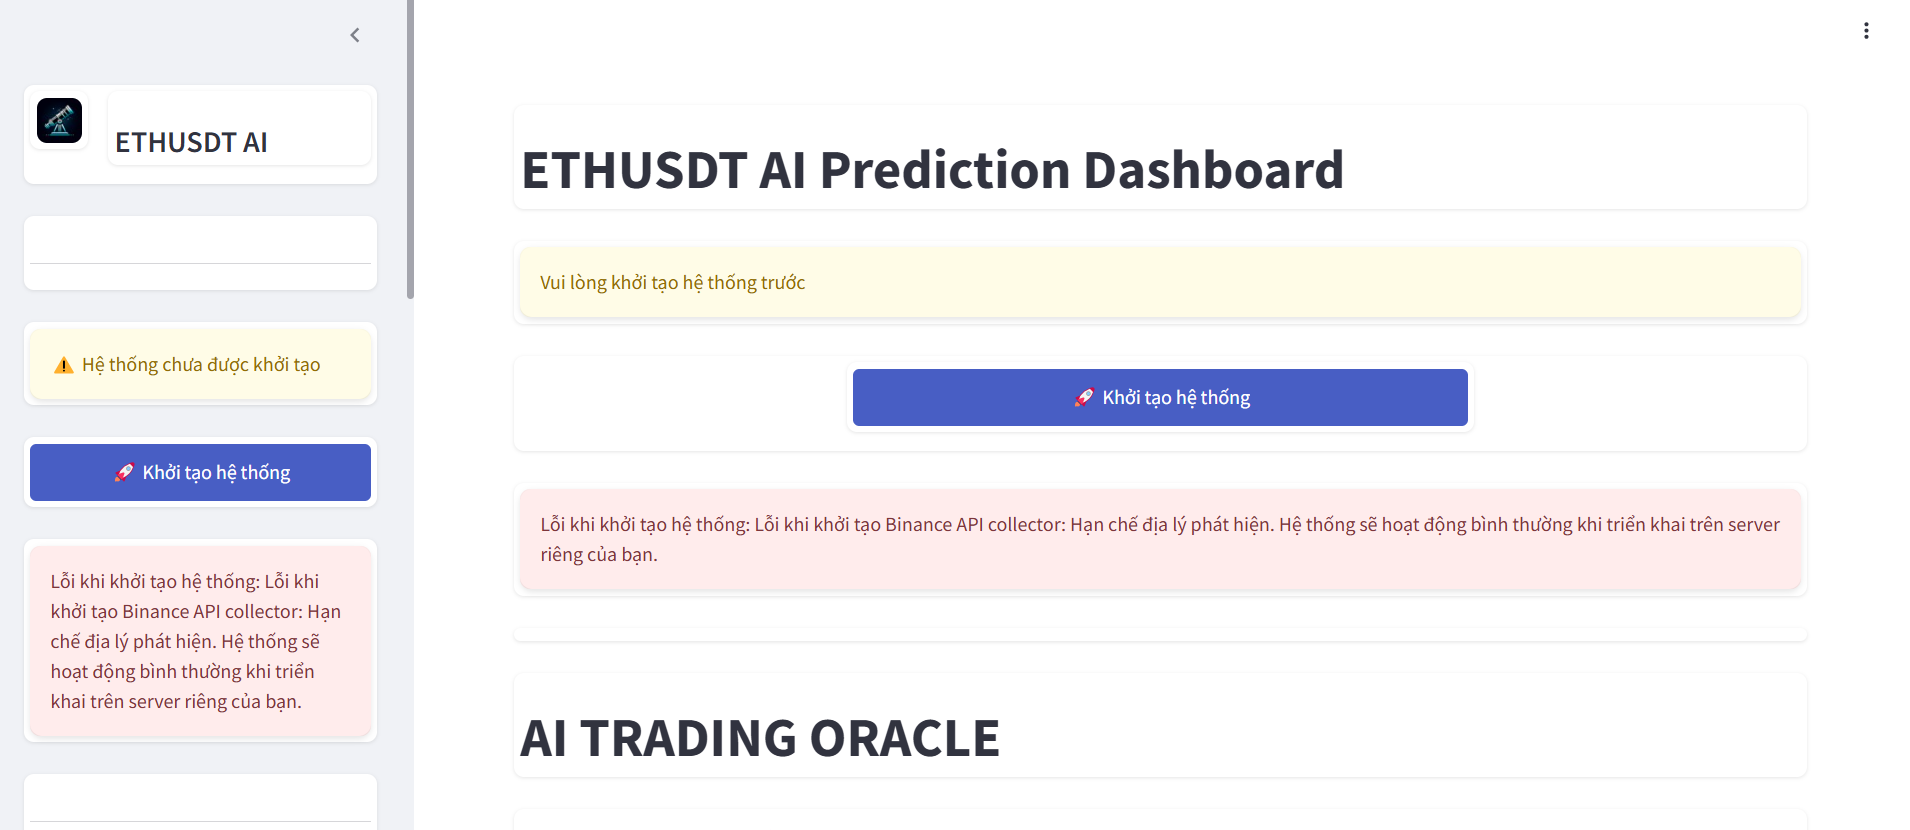 ETHUSDT AI
⚠️ Hệ thống chưa được khởi tạo
🚀 Khởi tạo hệ thống
Lỗi khi khởi tạo hệ thống: Lỗi khi
khởi tạo Binance API collector: Hạn
chế địa lý phát hiện. Hệ thống sẽ
hoạt động bình thường khi triển
khai trên server riêng của bạn.
ETHUSDT AI Prediction Dashboard
Vui lòng khởi tạo hệ thống trước
🚀 Khởi tạo hệ thống
Lỗi khi khởi tạo hệ thống: Lỗi khi khởi tạo Binance API collector: Hạn chế địa lý phát hiện. Hệ thống sẽ hoạt động bình thường khi triển khai trên server
riêng của bạn.
AI TRADING ORACLE